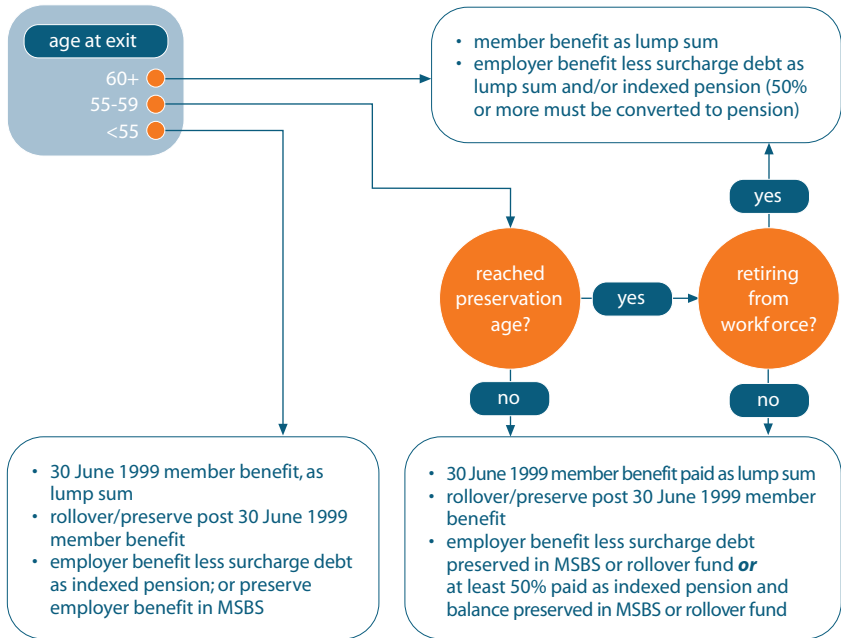 age at exit
60+
55-59
<55
• member benefit as lump sum
• employer benefit less surcharge debt as
lump sum and/or indexed pension (50%
or more must be converted to pension)
yes
reached
preservation
age?
yes
retiring
from
workforce?
no
no
• 30 June 1999 member benefit, as
lump sum
• rollover/preserve post 30 June 1999
member benefit
• employer benefit less surcharge debt
as indexed pension; or preserve
employer benefit in MSBS
• 30 June 1999 member benefit paid as lump sum
• rollover/preserve post 30 June 1999 member
benefit
• employer benefit less surcharge debt
preserved in MSBS or rollover fund or
at least 50% paid as indexed pension and
balance preserved in MSBS or rollover fund